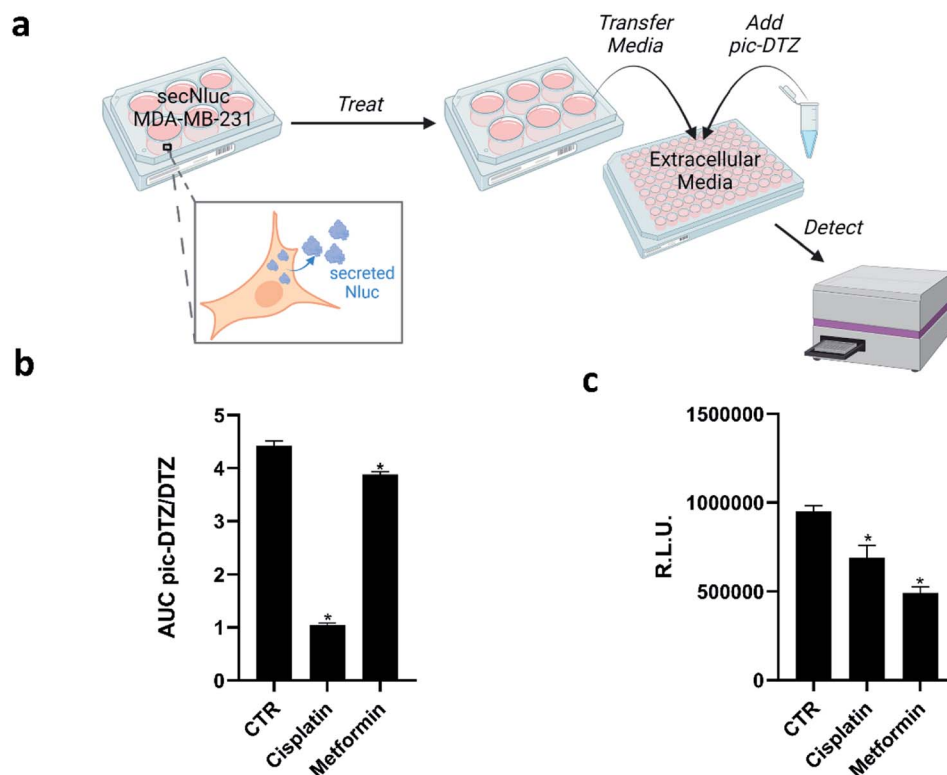 a
Transfer
Media
Add
pic-DTZ
secNluc
MDA-MB-231
Treat
Extracellular
Media
Detect
secreted
Nluc
b
AUC pic-DTZ/DTZ
5
4
3
2
1
0
*
*
CTR
Cisplatin
Metformin
c
R.L.U.
1500000
1000000
500000
0
*
*
CTR
Cisplatin
Metformin